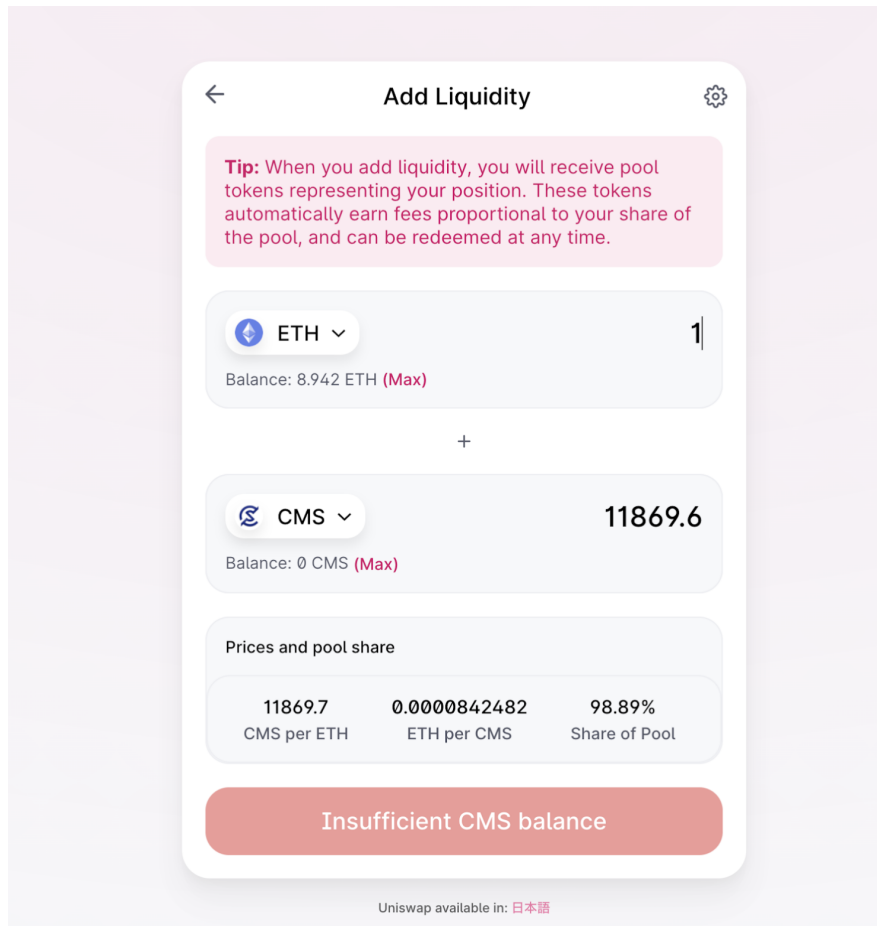 Add Liquidity
Tip: When you add liquidity, you will receive pool
tokens representing your position. These tokens
automatically earn fees proportional to your share of
the pool, and can be redeemed at any time.
ETH
1
Balance: 8.942 ETH (Max)
+
CMS
11869.6
Balance: 0 CMS (Max)
Prices and pool share
11869.7
CMS per ETH
0.0000842482
ETH per CMS
98.89%
Share of Pool
Insufficient CMS balance
Uniswap available in: 日本語